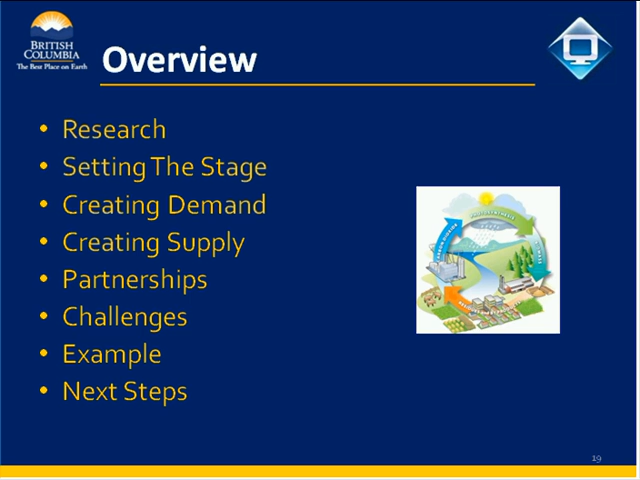 BRITISH
COLUMBIA
The Best Place on Earth
Overview
• Research
• Setting The Stage
• Creating Demand
• Creating Supply
• Partnerships
• Challenges
• Example
• Next Steps
19